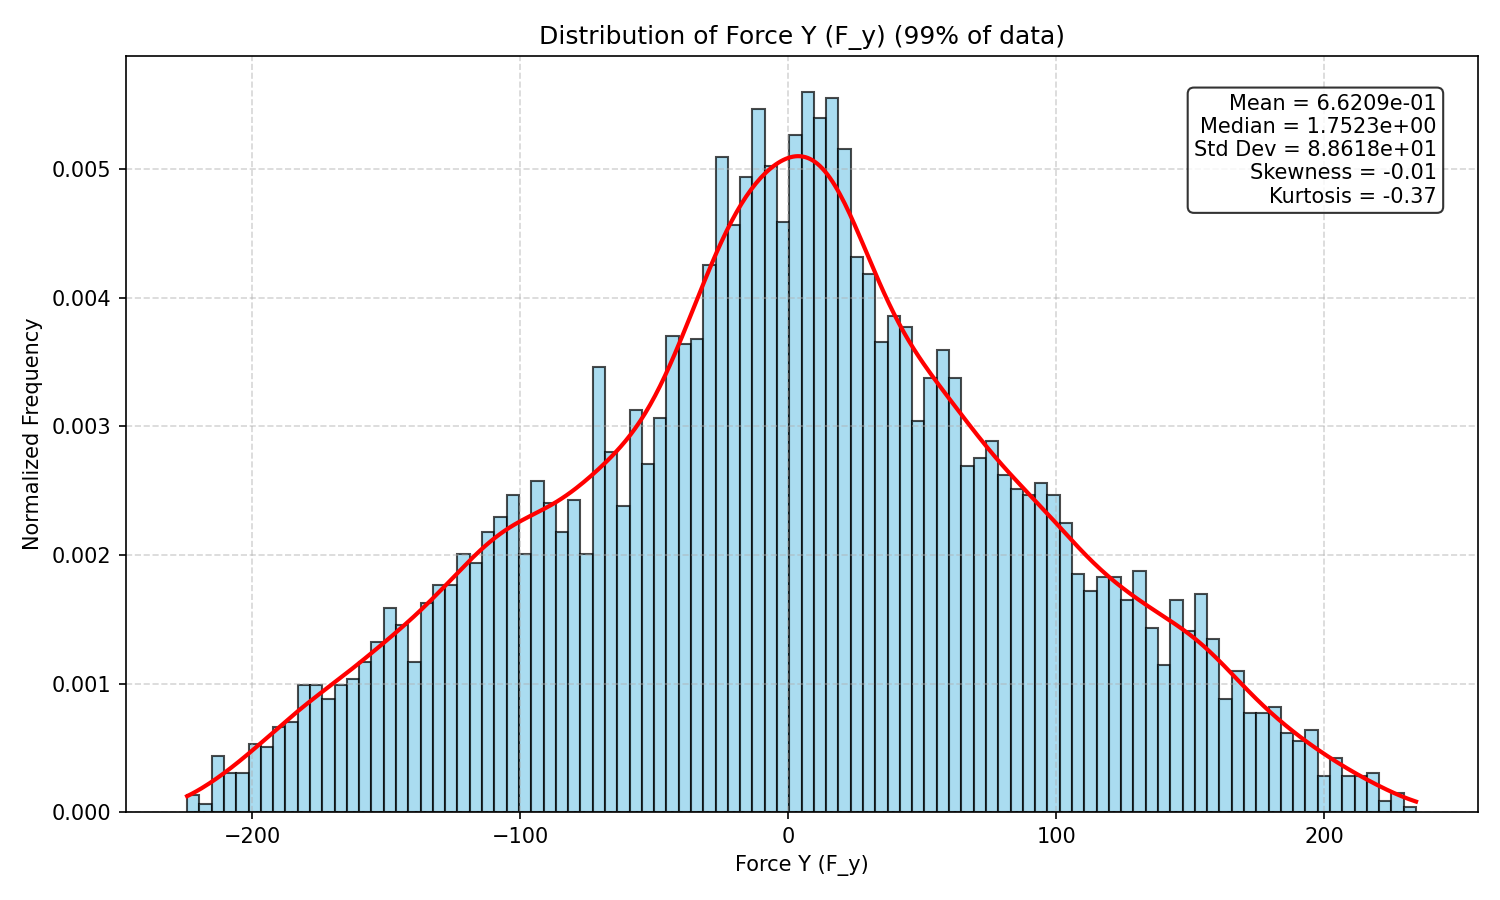 Distribution of Force Y (F_y) (99% of data)
Mean = 6.6209e-01
Median = 1.7523e+00
Std Dev = 8.8618e+01
Skewness = -0.01
Kurtosis = -0.37
Normalized Frequency
0.005
0.004
0.003
0.002
0.001
0.000
−200
−100
0
100
200
Force Y (F_y)